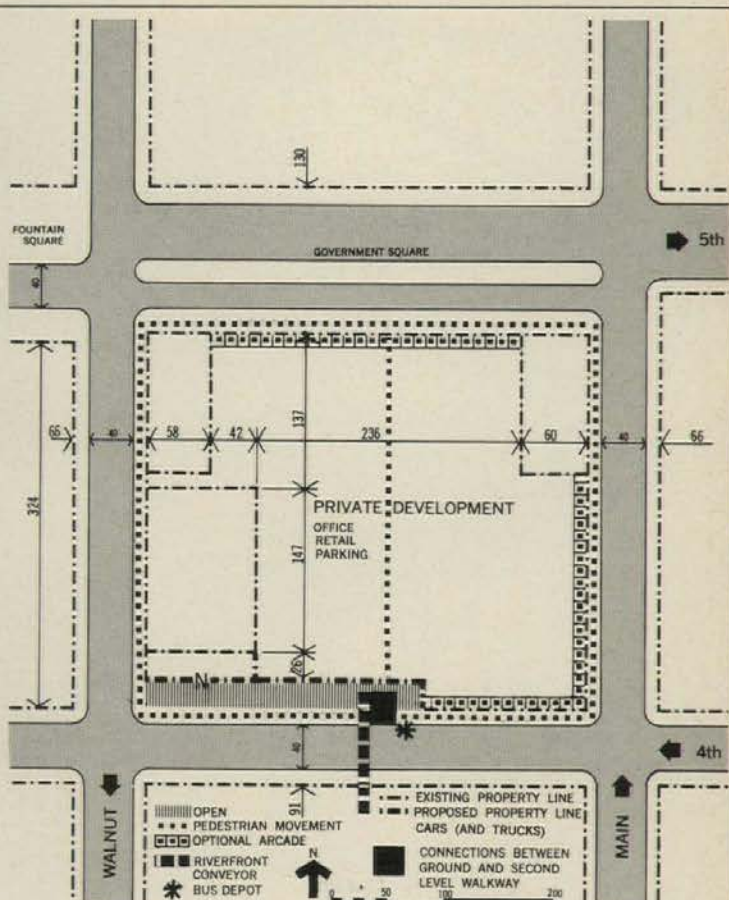 130
FOUNTAIN
SQUARE
GOVERNMENT SQUARE
5th
40
137
66
40
58
42
236
60
40
66
324
PRIVATE DEVELOPMENT
OFFICE
RETAIL
PARKING
147
26
N
40
4th
91
WALNUT
MAIN
OPEN
PEDESTRIAN MOVEMENT
OPTIONAL ARCADE
RIVERFRONT
CONVEYOR
BUS DEPOT
N
EXISTING PROPERTY LINE
PROPOSED PROPERTY LINE
CARS (AND TRUCKS)
CONNECTIONS BETWEEN
GROUND AND SECOND
LEVEL WALKWAY
0 50 100 200